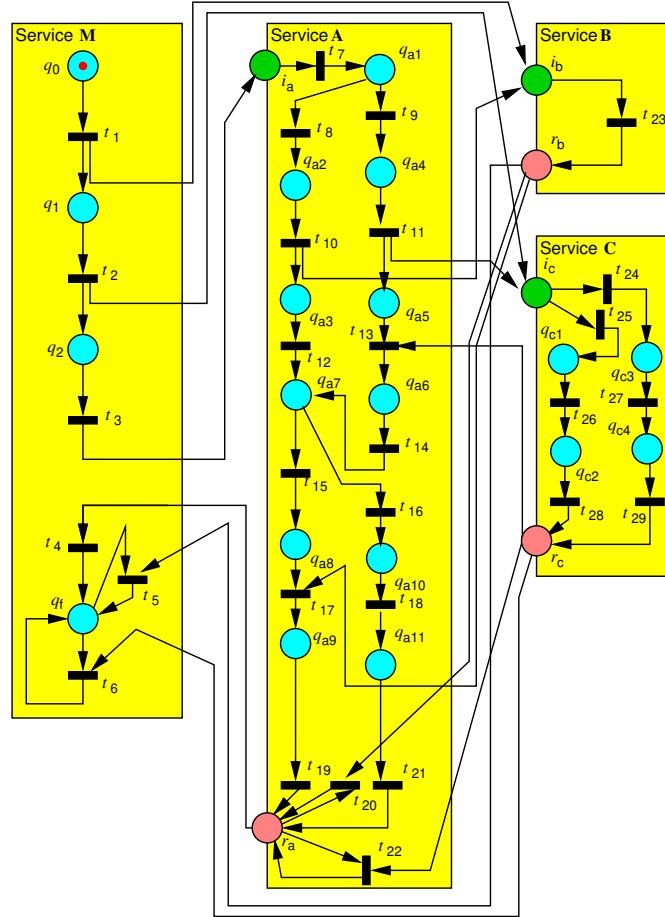 Service M
q0
t1
q1
t2
q2
t3
t4
t5
qf
t6
Service A
ia
t7
qa1
t8
t9
qa2
qa4
t10
t11
qa3
qa5
t12
t13
qa7
qa6
t14
t15
t16
qa8
qa10
t17
t18
qa9
qa11
t19
t20
t21
ra
t22
Service B
ib
t23
rb
Service C
ic
t24
t25
qc1
qc3
t26
t27
qc2
qc4
t28
t29
rc